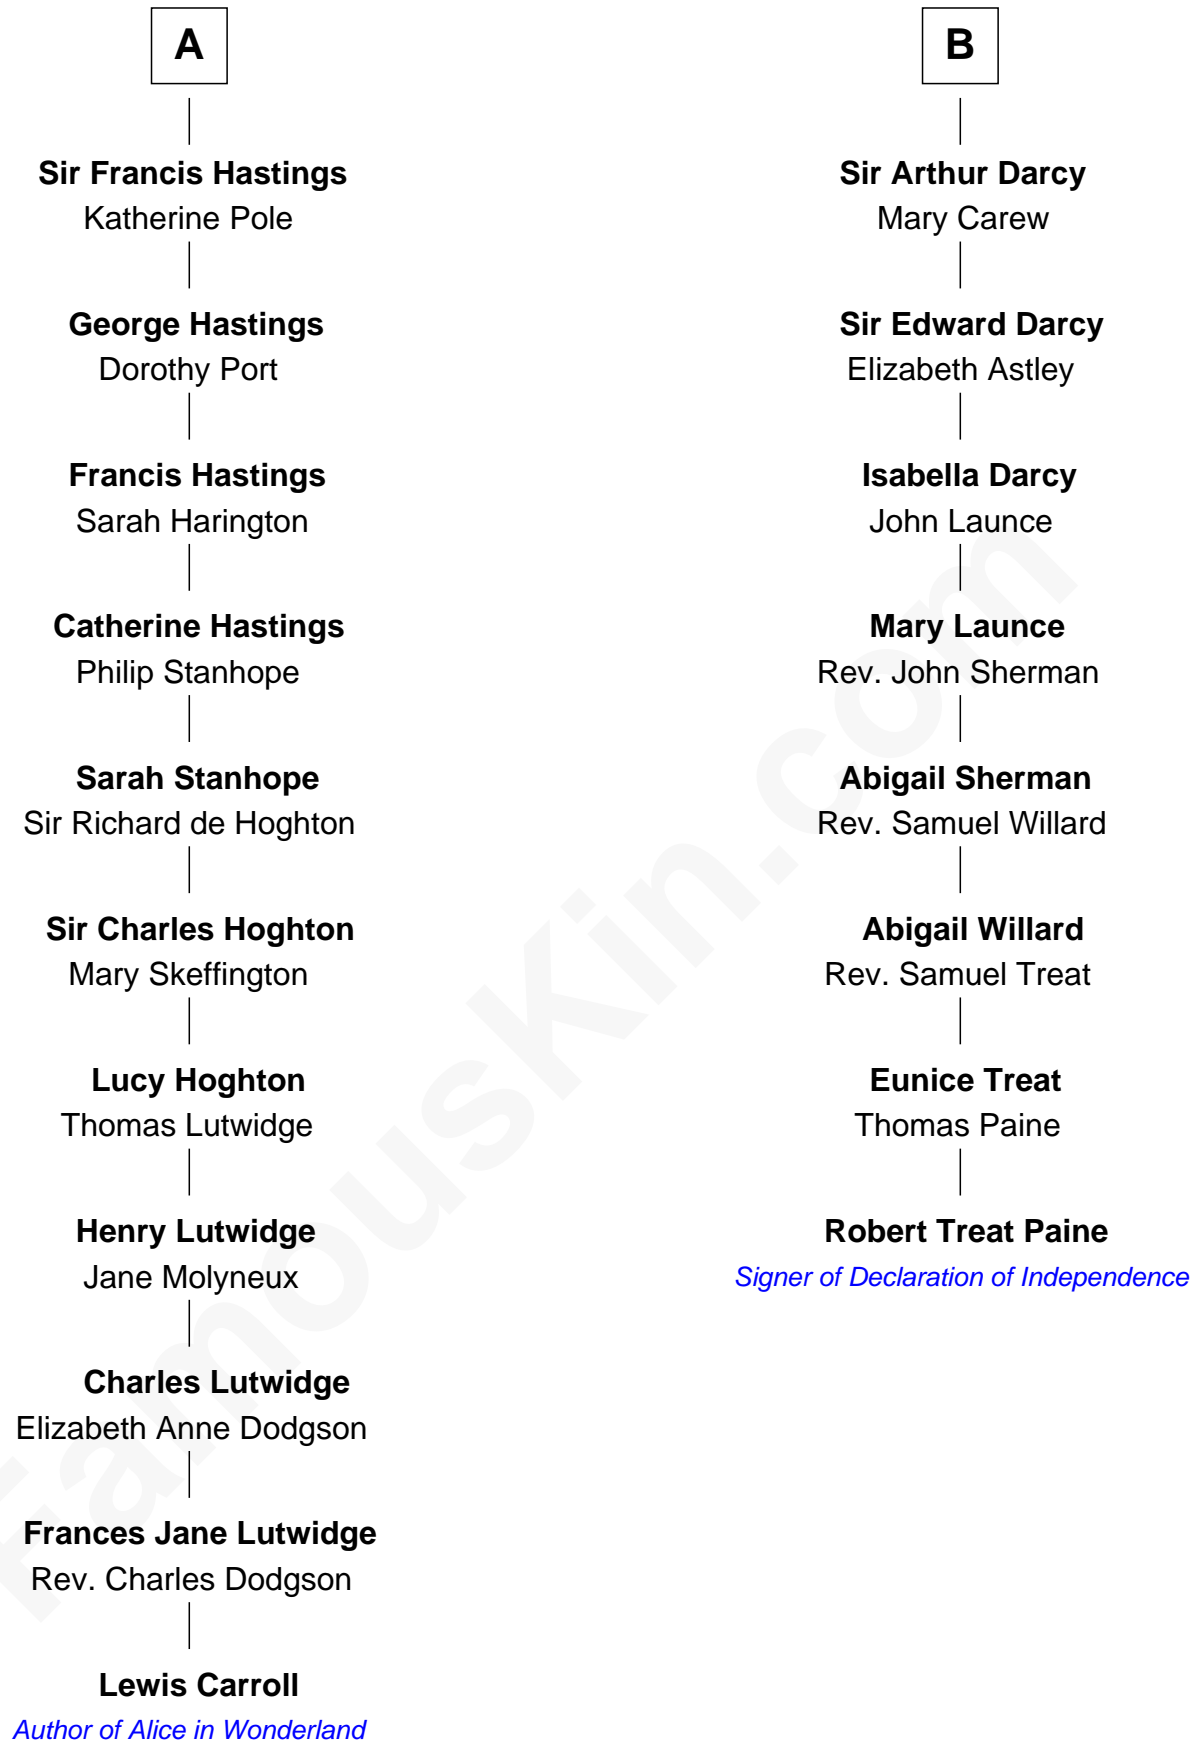 A
Sir Francis Hastings
Katherine Pole
George Hastings
Dorothy Port
Francis Hastings
Sarah Harington
Catherine Hastings
Philip Stanhope
Sarah Stanhope
Sir Richard de Hoghton
Sir Charles Hoghton
Mary Skeffington
Lucy Hoghton
Thomas Lutwidge
Henry Lutwidge
Jane Molyneux
Charles Lutwidge
Elizabeth Anne Dodgson
Frances Jane Lutwidge
Rev. Charles Dodgson
Lewis Carroll
Author of Alice in Wonderland
B
Sir Arthur Darcy
Mary Carew
Sir Edward Darcy
Elizabeth Astley
Isabella Darcy
John Launce
Mary Launce
Rev. John Sherman
Abigail Sherman
Rev. Samuel Willard
Abigail Willard
Rev. Samuel Treat
Eunice Treat
Thomas Paine
Robert Treat Paine
Signer of Declaration of Independence
FamousKin.com